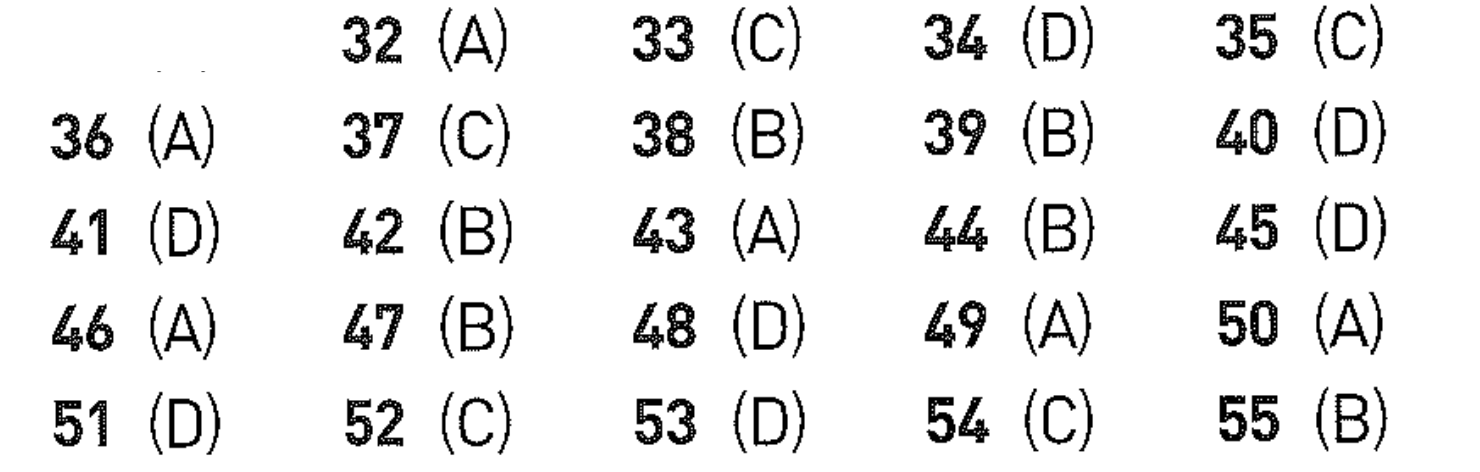 32 (A) 33 (C) 34 (D) 35 (C)
36 (A) 37 (C) 38 (B) 39 (B) 40 (D)
41 (D) 42 (B) 43 (A) 44 (B) 45 (D)
46 (A) 47 (B) 48 (D) 49 (A) 50 (A)
51 (D) 52 (C) 53 (D) 54 (C) 55 (B)